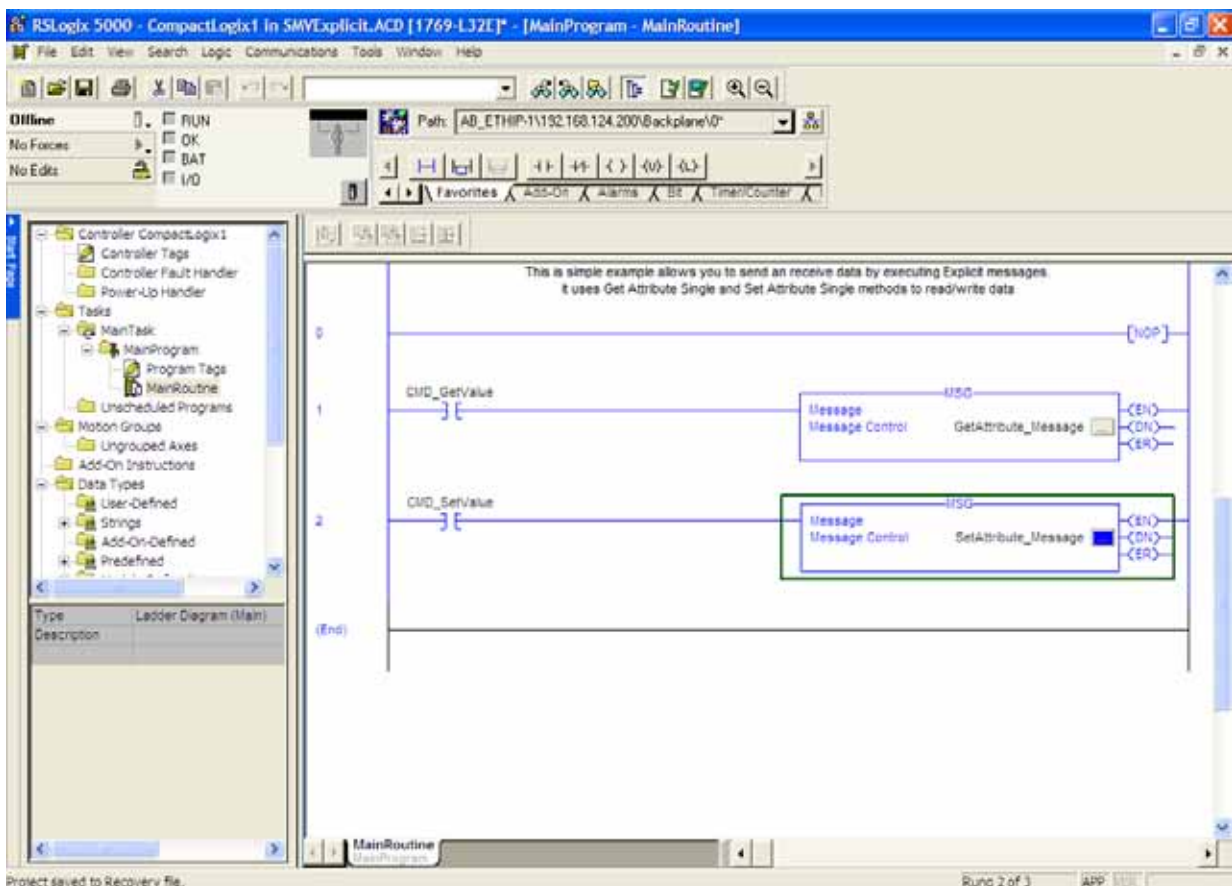 RSLogix 5000 - CompactLogix1 in SMVExplicit.ACD [1769-L32E]* - [MainProgram - MainRoutine]
File Edit View Search Logic Communications Tools Window Help
Offline
RUN
No Forces
OK
No Edits
BAT
I/O
Path: AB_ETHIP-1\192.168.124.200\Backplane\0*
Favorites Add-On Alarms Bit Timer/Counter
Start Page
Controller CompactLogix1
Controller Tags
Controller Fault Handler
Power-Up Handler
Tasks
MainTask
MainProgram
Program Tags
MainRoutine
Unscheduled Programs
Motion Groups
Ungrouped Axes
Add-On Instructions
Data Types
User-Defined
Strings
Add-On-Defined
Predefined
Type Ladder Diagram (Main)
Description
This is simple example allows you to send an receive data by executing Explicit messages.
It uses Get Attribute Single and Set Attribute Single methods to read/write data
0 NOP
CMD_GetValue
1
MSG
Message
Message Control GetAttribute_Message ...
EN
DN
ER
CMD_SetValue
2
MSG
Message
Message Control SetAttribute_Message ...
EN
DN
ER
(End)
MainRoutine
MainProgram
Project saved to Recovery file.
Rung 2 of 3 APP